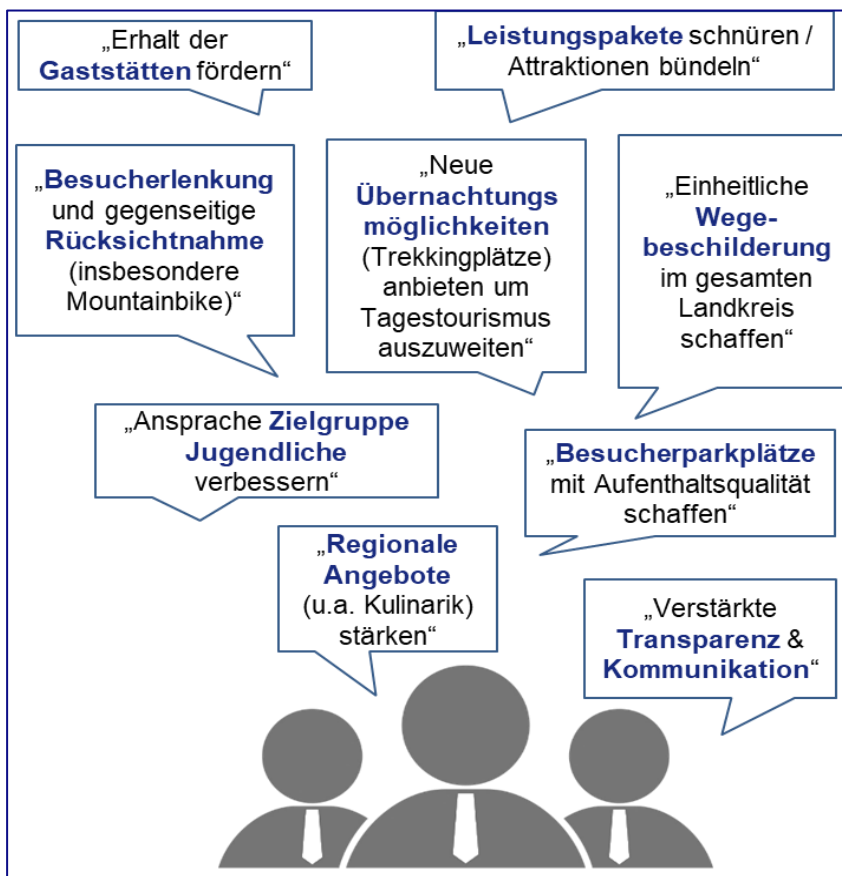 „Erhalt der
Gaststätten fördern“
„Leistungspakete schnüren /
Attraktionen bündeln“
„Besucherlenkung
und gegenseitige
Rücksichtnahme
(insbesondere
Mountainbike)“
„Neue
Übernachtungs
möglichkeiten
(Trekkingplätze)
anbieten um
Tagestourismus
auszuweiten“
„Einheitliche
Wege-
beschilderung
im gesamten
Landkreis
schaffen“
„Ansprache Zielgruppe
Jugendliche
verbessern“
„Besucherparkplätze
mit Aufenthaltsqualität
schaffen“
„Regionale
Angebote
(u.a. Kulinarik)
stärken“
„Verstärkte
Transparenz &
Kommunikation“